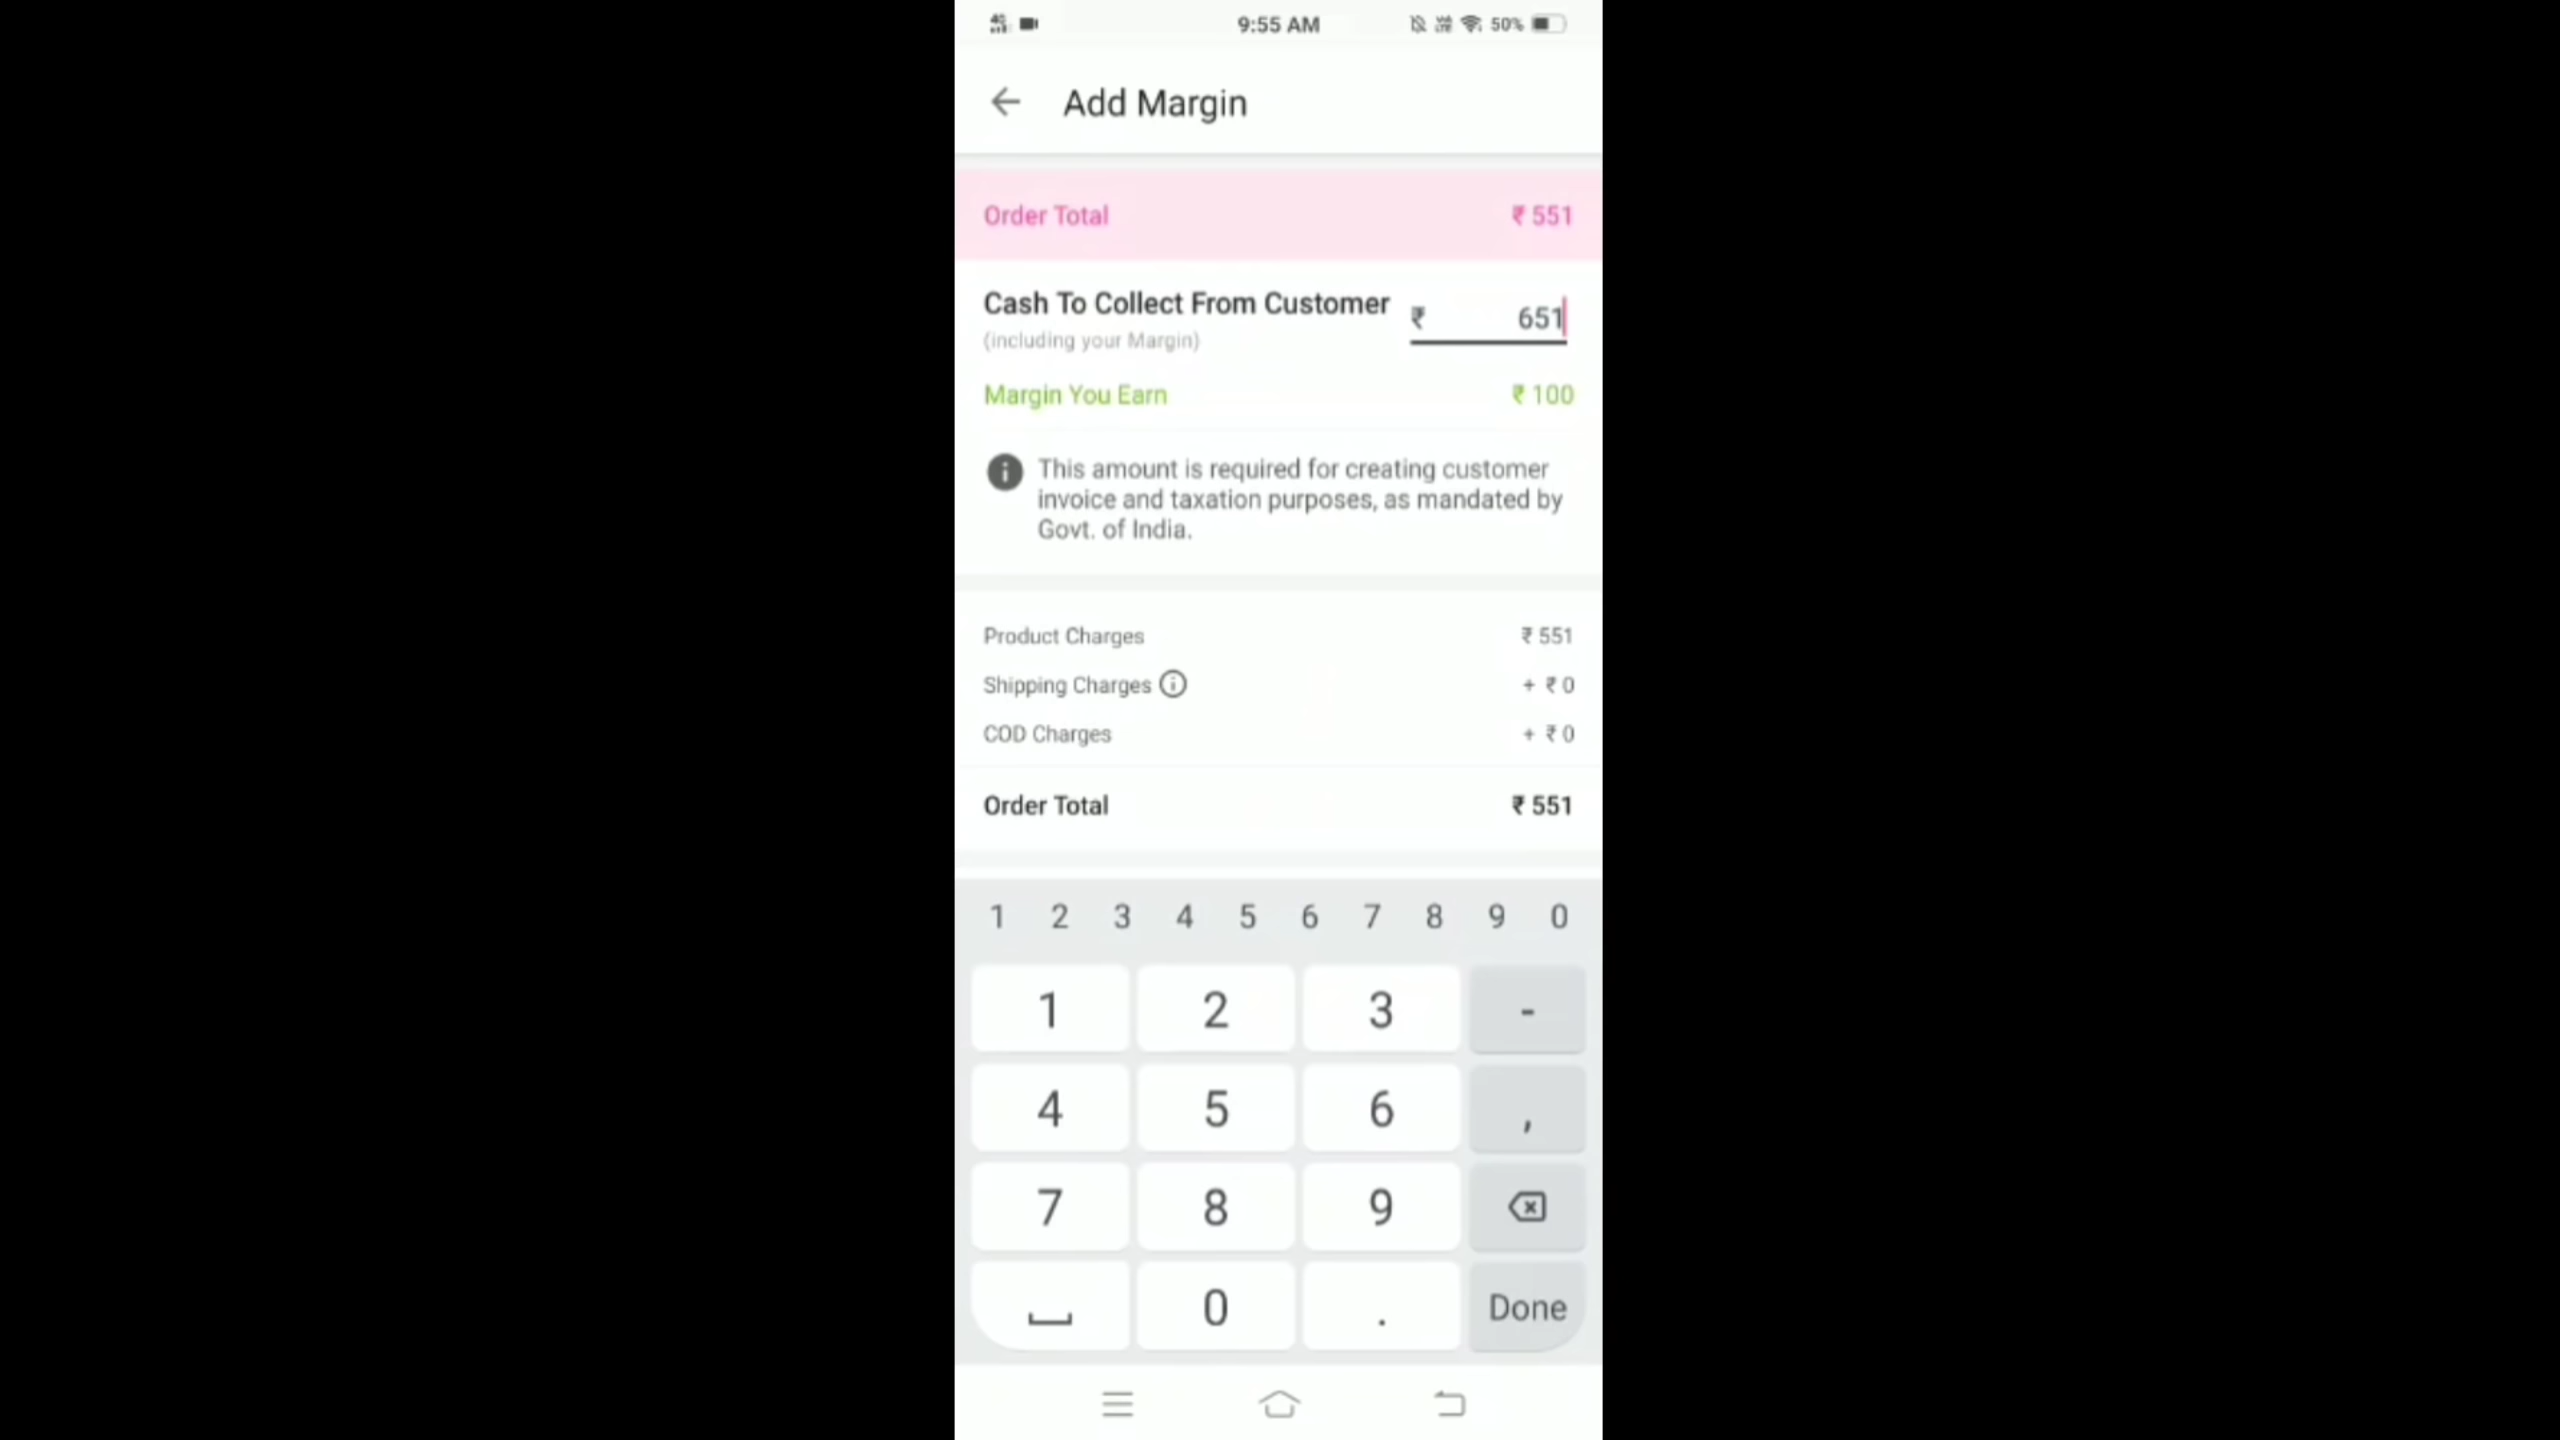 9:55 AM
50%
Add Margin
Order Total ₹ 551
Cash To Collect From Customer ₹ 651
(including your Margin)
Margin You Earn ₹ 100
This amount is required for creating customer
invoice and taxation purposes, as mandated by
Govt. of India.
Product Charges ₹ 551
Shipping Charges + ₹ 0
COD Charges + ₹ 0
Order Total ₹ 551
1 2 3 4 5 6 7 8 9 0
1 2 3 -
4 5 6 ,
7 8 9
0 . Done